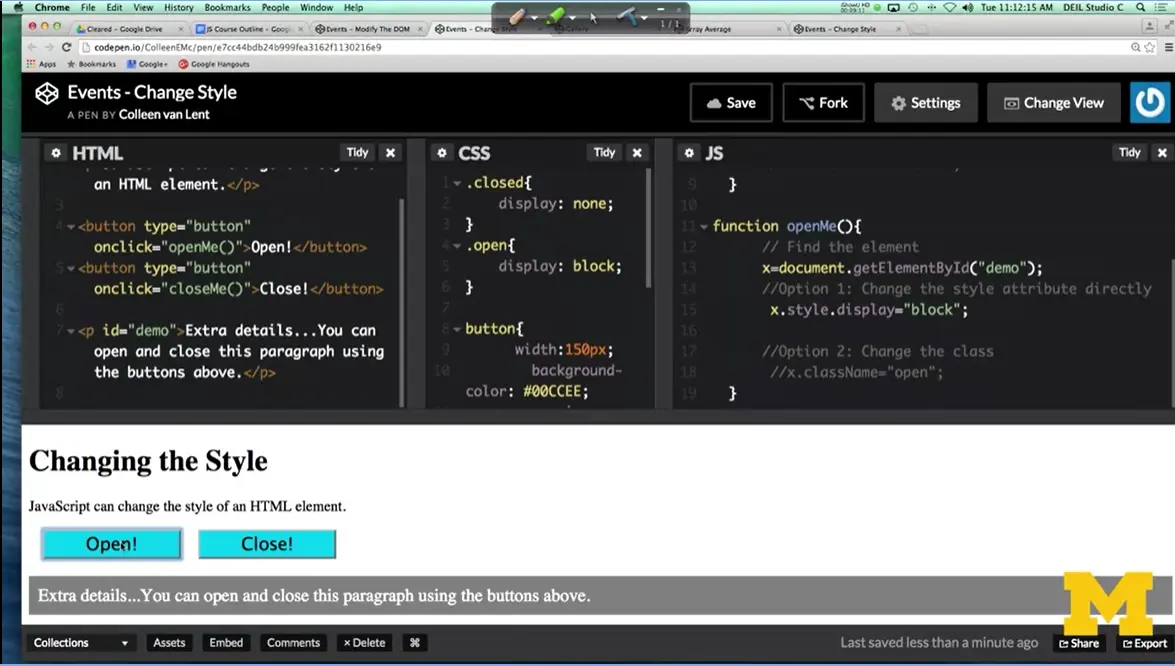 Chrome File Edit View History Bookmarks People Window Help
Tue 11:12:15 AM DEIL Studio C
1 / 1
Cleared - Google Drive
JS Course Outline - Googl
Events - Modify The DOM
Events - Change Style
rray Average
Events - Change Style
codepen.io/ColleenEMc/pen/e7cc44bdb24b999fea3162f1130216e9
Apps Bookmarks Google+ Google Hangouts
Events - Change Style
A PEN BY Colleen van Lent
Save Fork Settings Change View
HTML Tidy
an HTML element.</p>
3
4 <button type="button"
onclick="openMe()">Open!</button>
5 <button type="button"
onclick="closeMe()">Close!</button>
6
7 <p id="demo">Extra details...You can
open and close this paragraph using
the buttons above.</p>
8
CSS Tidy
1 .closed{
2 display: none;
3 }
4 .open{
5 display: block;
6 }
7
8 button{
9 width:150px;
10 background-
color: #00CCEE;
JS Tidy
9 }
10
11 function openMe(){
12 // Find the element
13 x=document.getElementById("demo");
14 //Option 1: Change the style attribute directly
15 x.style.display="block";
16
17 //Option 2: Change the class
18 //x.className="open";
19 }
Changing the Style
JavaScript can change the style of an HTML element.
Open! Close!
Extra details...You can open and close this paragraph using the buttons above.
M
Collections Assets Embed Comments × Delete ⌘ Last saved less than a minute ago Share Export